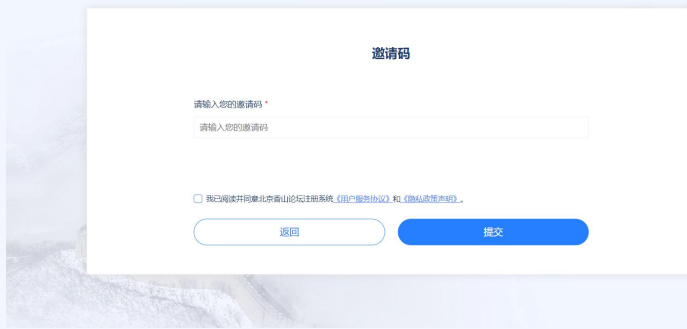 邀请码
请输入您的邀请码 *
请输入您的邀请码
我已阅读并同意北京香山论坛注册系统《用户服务协议》和《隐私政策声明》。
返回
提交